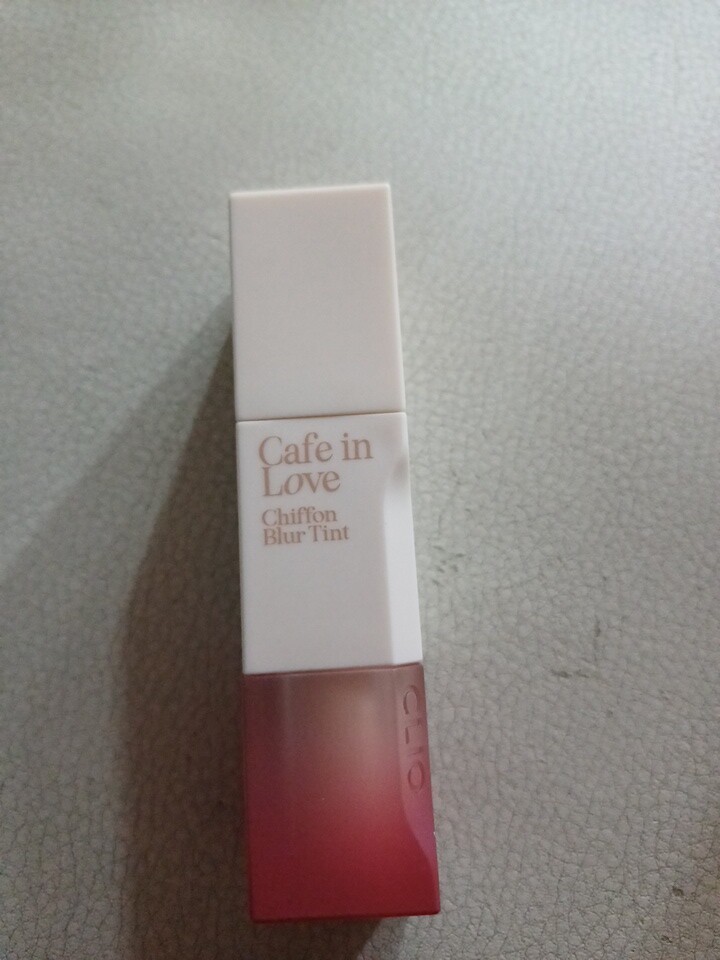 Cafe in
Love
Chiffon
Blur Tint
CLIO